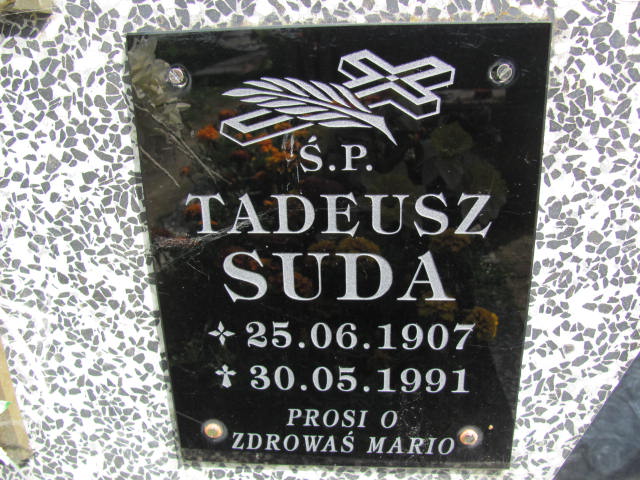 Ś.P.
TADEUSZ
SUDA
25.06.1907
30.05.1991
PROSI O
ZDROWAŚ MARIO